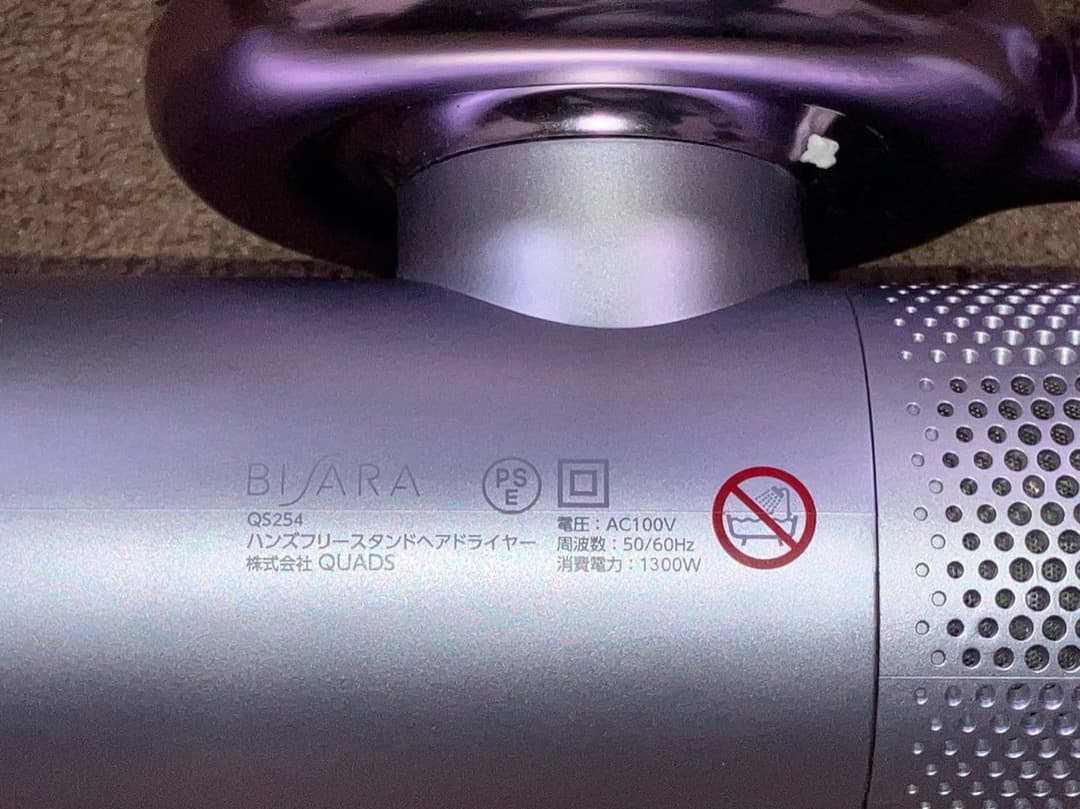 BISARA
PS
E
QS254
ハンズフリースタンドヘアドライヤー
株式会社 QUADS
電圧：AC100V
周波数：50/60Hz
消費電力：1300W